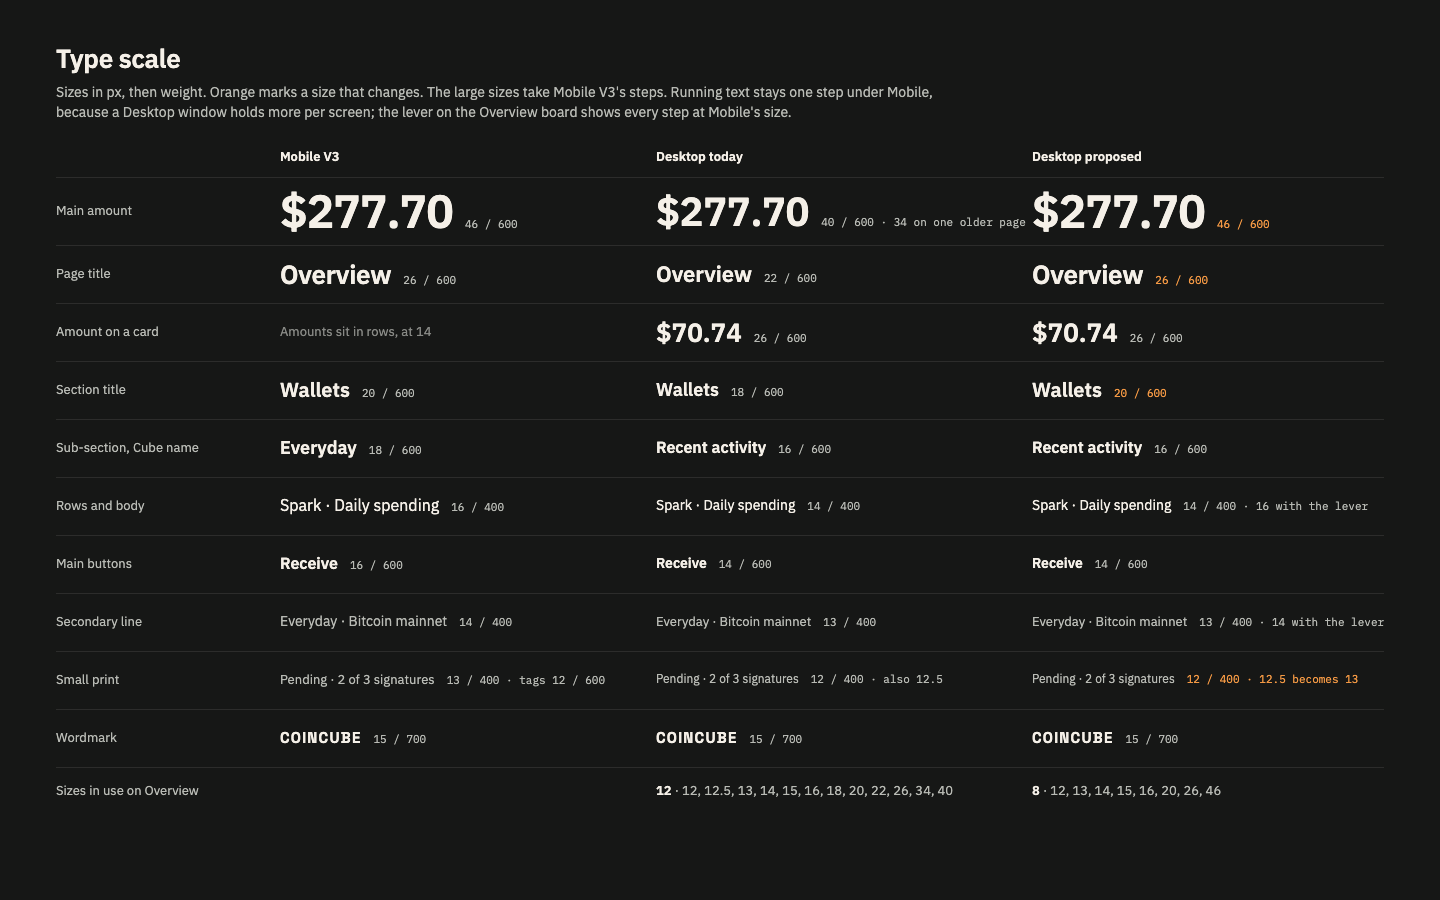 Type scale
Sizes in px, then weight. Orange marks a size that changes. The large sizes take Mobile V3's steps. Running text stays one step under Mobile,
because a Desktop window holds more per screen; the lever on the Overview board shows every step at Mobile's size.
Mobile V3 Desktop today Desktop proposed
Main amount $277.70 46 / 600 $277.70 40 / 600 · 34 on one older page $277.70 46 / 600
Page title Overview 26 / 600 Overview 22 / 600 Overview 26 / 600
Amount on a card Amounts sit in rows, at 14 $70.74 26 / 600 $70.74 26 / 600
Section title Wallets 20 / 600 Wallets 18 / 600 Wallets 20 / 600
Sub-section, Cube name Everyday 18 / 600 Recent activity 16 / 600 Recent activity 16 / 600
Rows and body Spark · Daily spending 16 / 400 Spark · Daily spending 14 / 400 Spark · Daily spending 14 / 400 · 16 with the lever
Main buttons Receive 16 / 600 Receive 14 / 600 Receive 14 / 600
Secondary line Everyday · Bitcoin mainnet 14 / 400 Everyday · Bitcoin mainnet 13 / 400 Everyday · Bitcoin mainnet 13 / 400 · 14 with the lever
Small print Pending · 2 of 3 signatures 13 / 400 · tags 12 / 600 Pending · 2 of 3 signatures 12 / 400 · also 12.5 Pending · 2 of 3 signatures 12 / 400 · 12.5 becomes 13
Wordmark COINCUBE 15 / 700 COINCUBE 15 / 700 COINCUBE 15 / 700
Sizes in use on Overview 12 · 12, 12.5, 13, 14, 15, 16, 18, 20, 22, 26, 34, 40 8 · 12, 13, 14, 15, 16, 20, 26, 46